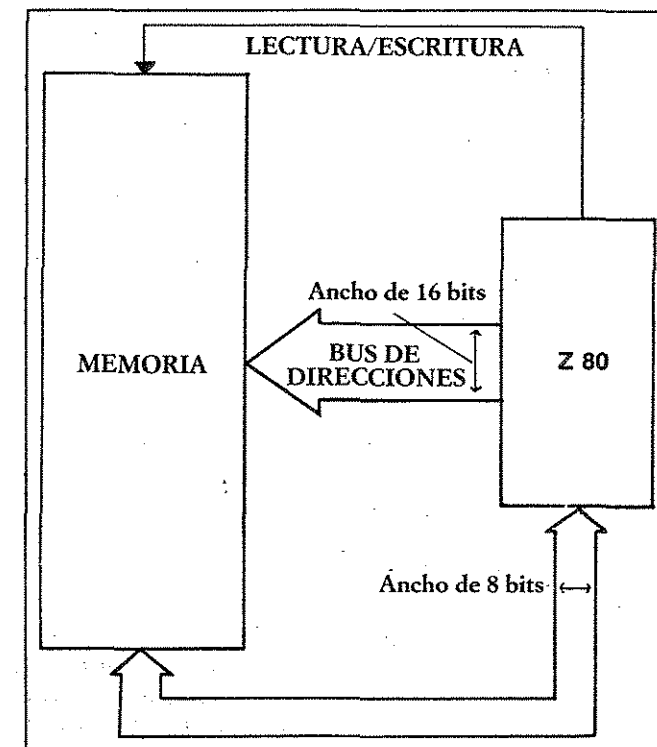 LECTURA/ESCRITURA
Ancho de 16 bits
MEMORIA
BUS DE
DIRECCIONES
Z 80
Ancho de 8 bits